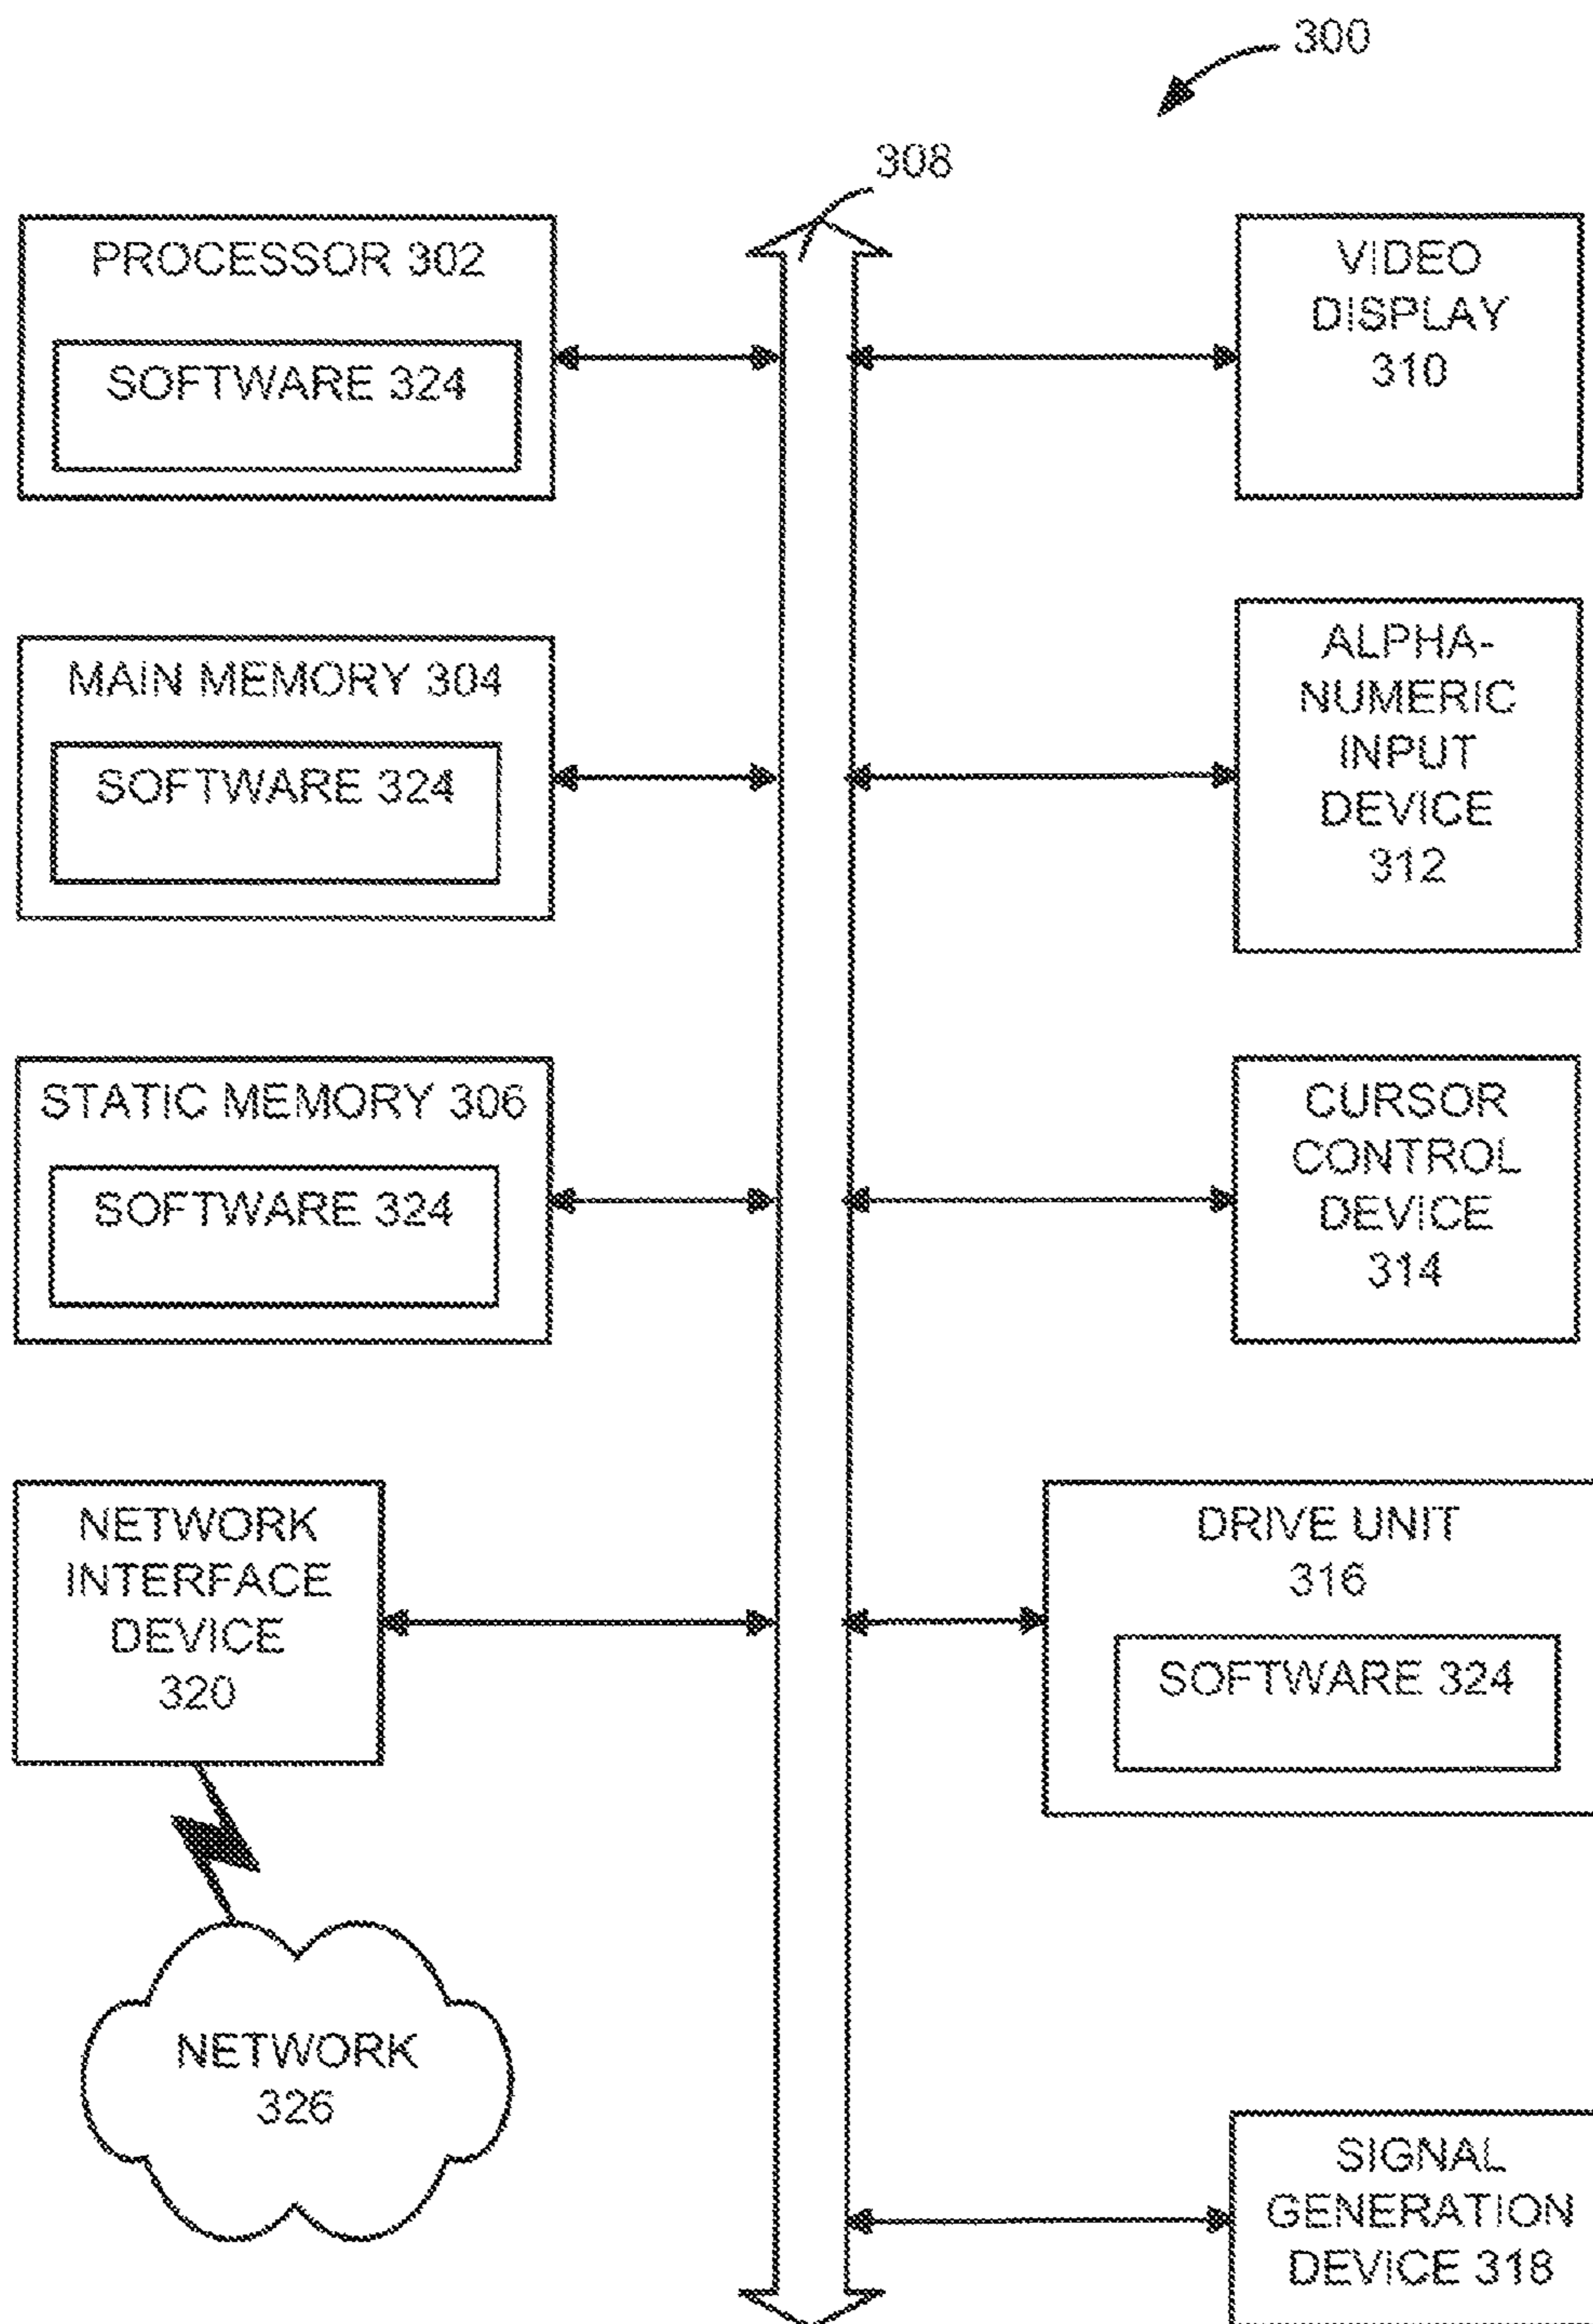 300
308
PROCESSOR 302
SOFTWARE 324
VIDEO
DISPLAY
310
MAIN MEMORY 304
SOFTWARE 324
ALPHA-
NUMERIC
INPUT
DEVICE
312
STATIC MEMORY 306
SOFTWARE 324
CURSOR
CONTROL
DEVICE
314
NETWORK
INTERFACE
DEVICE
320
DRIVE UNIT
316
SOFTWARE 324
NETWORK
326
SIGNAL
GENERATION
DEVICE 318